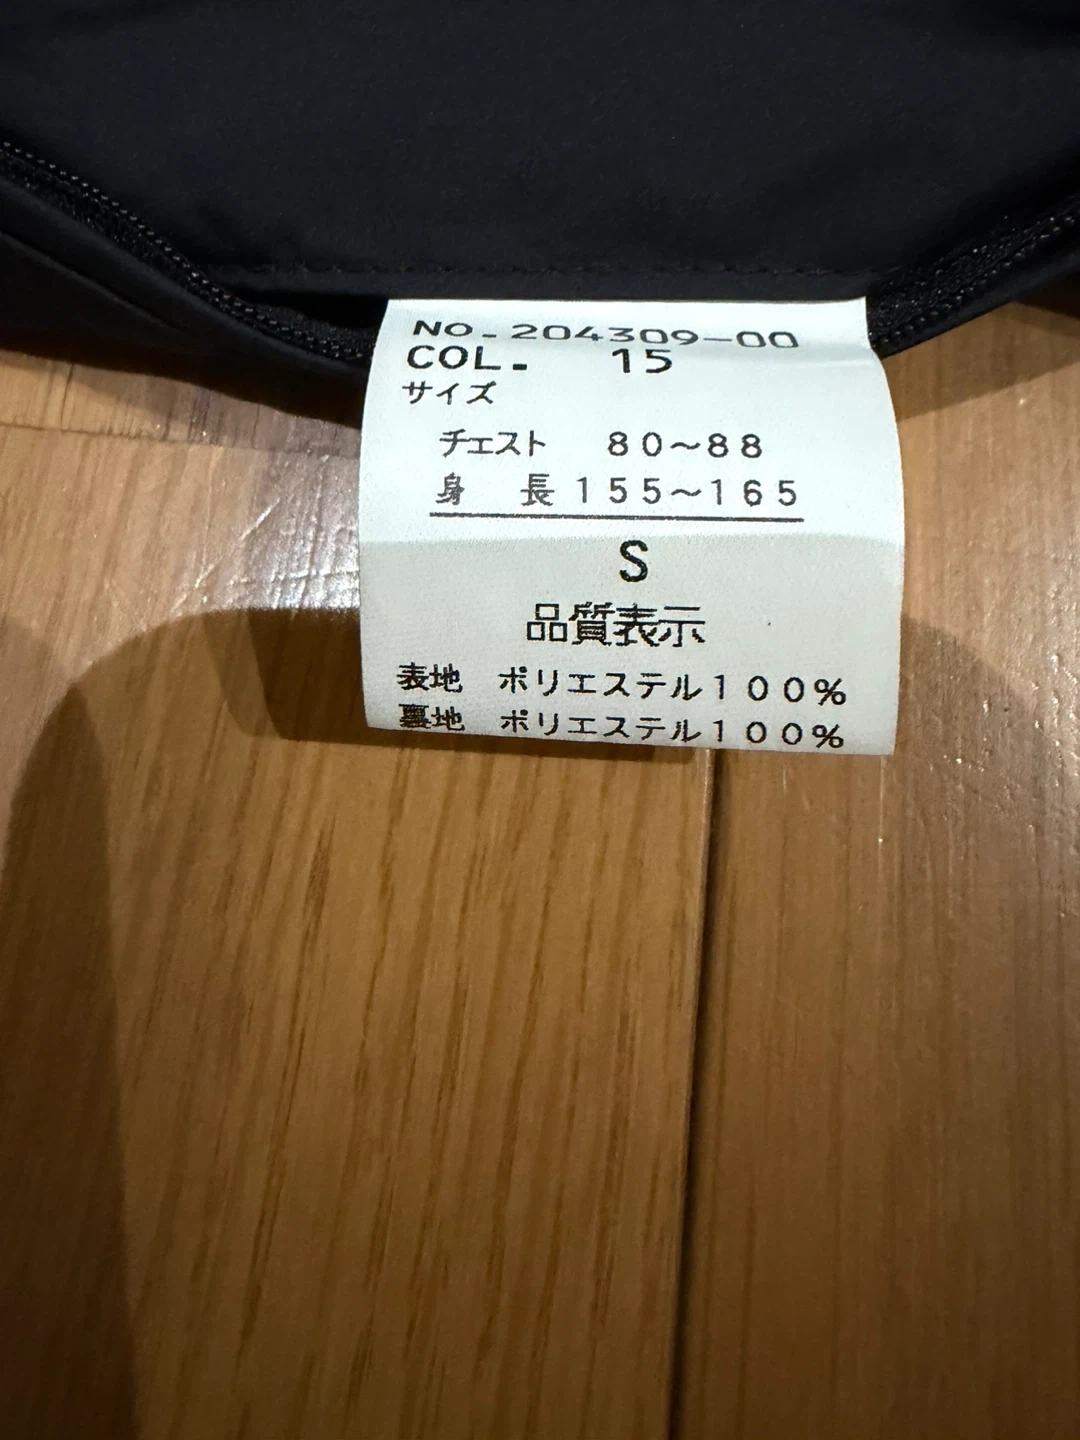 NO.204309-00
COL. 15
サイズ
チェスト 80~88
身 長 155~165
S
品質表示
表地 ポリエステル100%
裏地 ポリエステル100%